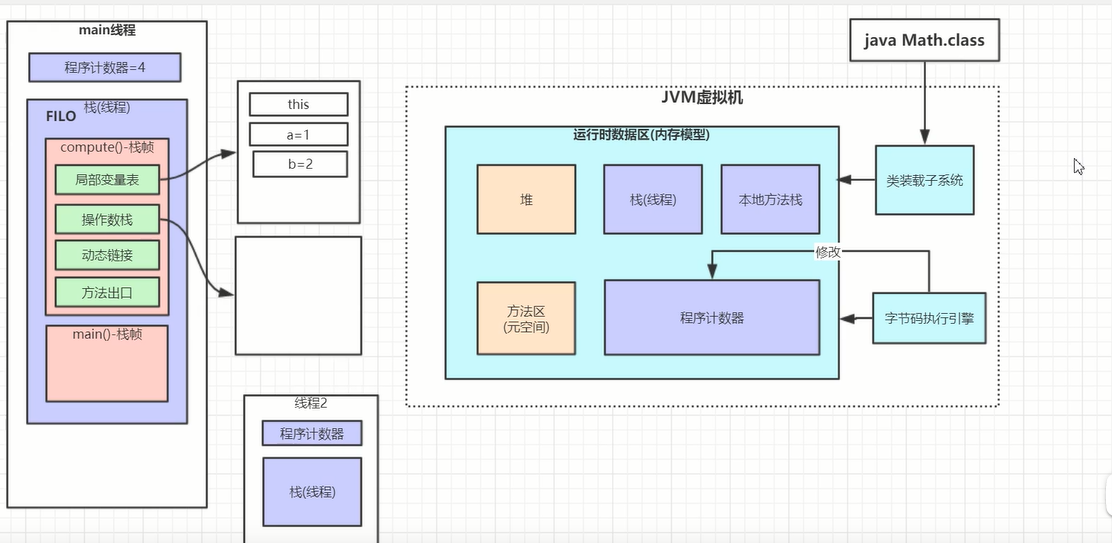 main线程
程序计数器=4
栈(线程)
FILO
compute()-栈帧
局部变量表
操作数栈
动态链接
方法出口
main()-栈帧
this
a=1
b=2
线程2
程序计数器
栈(线程)
java Math.class
JVM虚拟机
运行时数据区(内存模型)
堆
栈(线程)
本地方法栈
类装载子系统
修改
方法区
(元空间)
程序计数器
字节码执行引擎